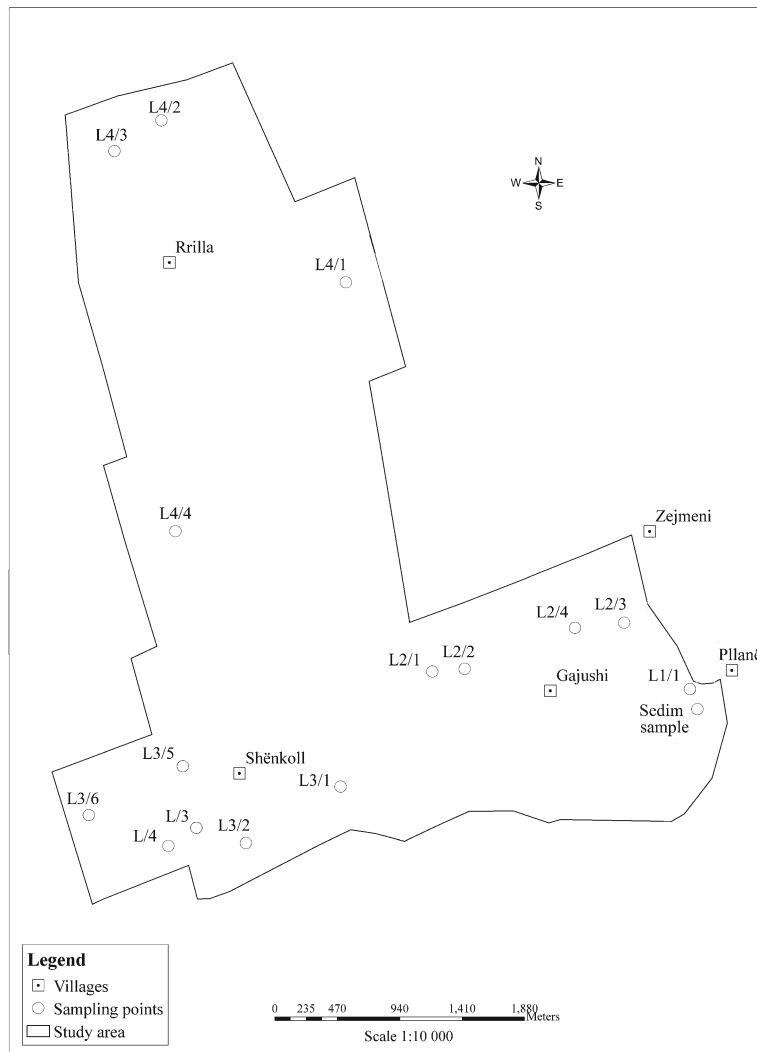 L4/2
L4/3
N
W E
S
Rrilla
L4/1
L4/4
Zejmeni
L2/4
L2/3
L2/1
L2/2
Pllanë
Gajushi
L1/1
Sedim
sample
L3/5
Shënkoll
L3/1
L3/6
L/3
L3/2
L/4
Legend
Villages
Sampling points
Study area
0 235 470 940 1,410 1,880
Meters
Scale 1:10 000